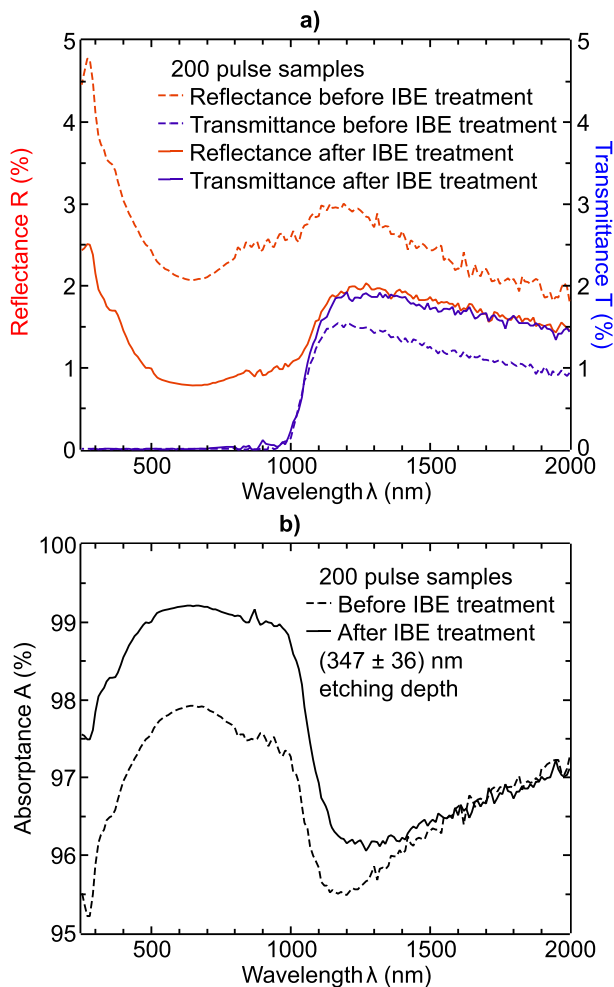 a)
5
4
3
2
1
0
5
4
3
2
1
0
Reflectance R (%)
Transmittance T (%)
200 pulse samples
Reflectance before IBE treatment
Transmittance before IBE treatment
Reflectance after IBE treatment
Transmittance after IBE treatment
500 1000 1500 2000
Wavelength λ (nm)
b)
100
99
98
97
96
95
Absorptance A (%)
200 pulse samples
Before IBE treatment
After IBE treatment
(347 ± 36) nm
etching depth
500 1000 1500 2000
Wavelength λ (nm)